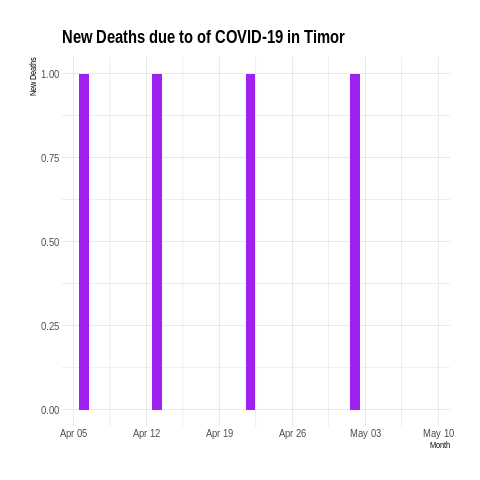 New Deaths due to of COVID-19 in Timor
New Deaths
1.00
0.75
0.50
0.25
0.00
Apr 05 Apr 12 Apr 19 Apr 26 May 03 May 10
Month